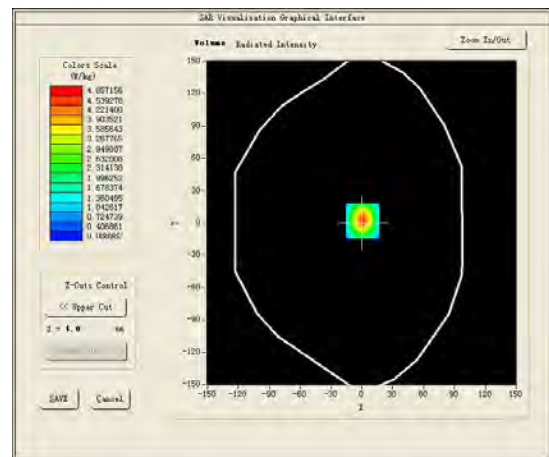 SAR Visualisation Graphical Interface
Volume Radiated Intensity
Zoom In/Out
Colors Scale
(W/kg)
4.857156
4.539278
4.221400
3.903521
3.585643
3.267765
2.949887
2.632008
2.314130
1.996252
1.678374
1.360495
1.042617
0.724739
0.406861
Z-Cuts Control
<< Upper Cut
Z = 4.0 mm
SAVE
Cancel
150
120
90
60
30
0
-30
-60
-90
-120
-150
-150 -120 -90 -60 -30 0 30 60 90 120 150
X